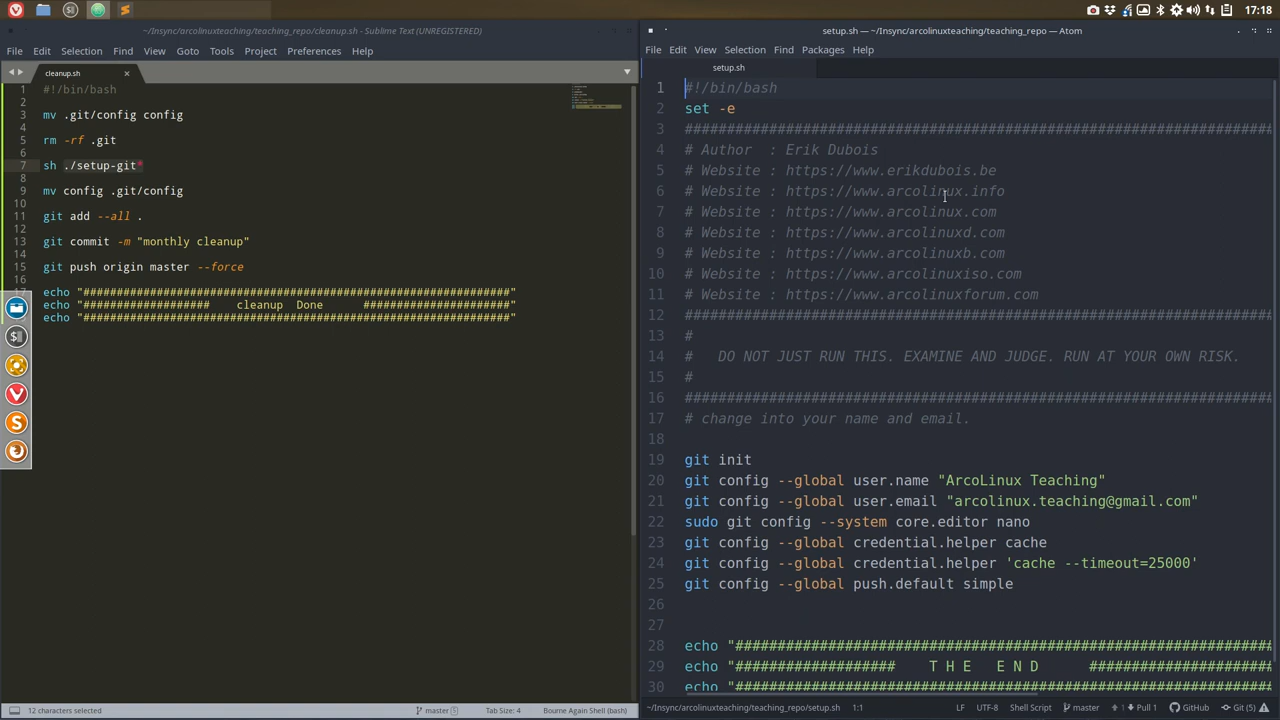 17:18
~/Insync/arcolinuxteaching/teaching_repo/cleanup.sh - Sublime Text (UNREGISTERED)
File Edit Selection Find View Goto Tools Project Preferences Help
cleanup.sh
1 #!/bin/bash
2
3 mv .git/config config
4
5 rm -rf .git
6
7 sh ./setup-git*
8
9 mv config .git/config
10
11 git add --all .
12
13 git commit -m "monthly cleanup"
14
15 git push origin master --force
16
17 echo "################################################################"
echo "################### cleanup Done ######################"
echo "################################################################"
12 characters selected
master 5
Tab Size: 4
Bourne Again Shell (bash)
setup.sh — ~/Insync/arcolinuxteaching/teaching_repo — Atom
File Edit View Selection Find Packages Help
setup.sh
1 #!/bin/bash
2 set -e
3 ######################################################################
4 # Author : Erik Dubois
5 # Website : https://www.erikdubois.be
6 # Website : https://www.arcolinux.info
7 # Website : https://www.arcolinux.com
8 # Website : https://www.arcolinuxd.com
9 # Website : https://www.arcolinuxb.com
10 # Website : https://www.arcolinuxiso.com
11 # Website : https://www.arcolinuxforum.com
12 ######################################################################
13 #
14 # DO NOT JUST RUN THIS. EXAMINE AND JUDGE. RUN AT YOUR OWN RISK.
15 #
16 ######################################################################
17 # change into your name and email.
18
19 git init
20 git config --global user.name "ArcoLinux Teaching"
21 git config --global user.email "arcolinux.teaching@gmail.com"
22 sudo git config --system core.editor nano
23 git config --global credential.helper cache
24 git config --global credential.helper 'cache --timeout=25000'
25 git config --global push.default simple
26
27
28 echo "################################################################
29 echo "################### T H E E N D ######################
30 echo "################################################################
~/Insync/arcolinuxteaching/teaching_repo/setup.sh 1:1
LF UTF-8 Shell Script master 1 Pull 1 GitHub Git (5)